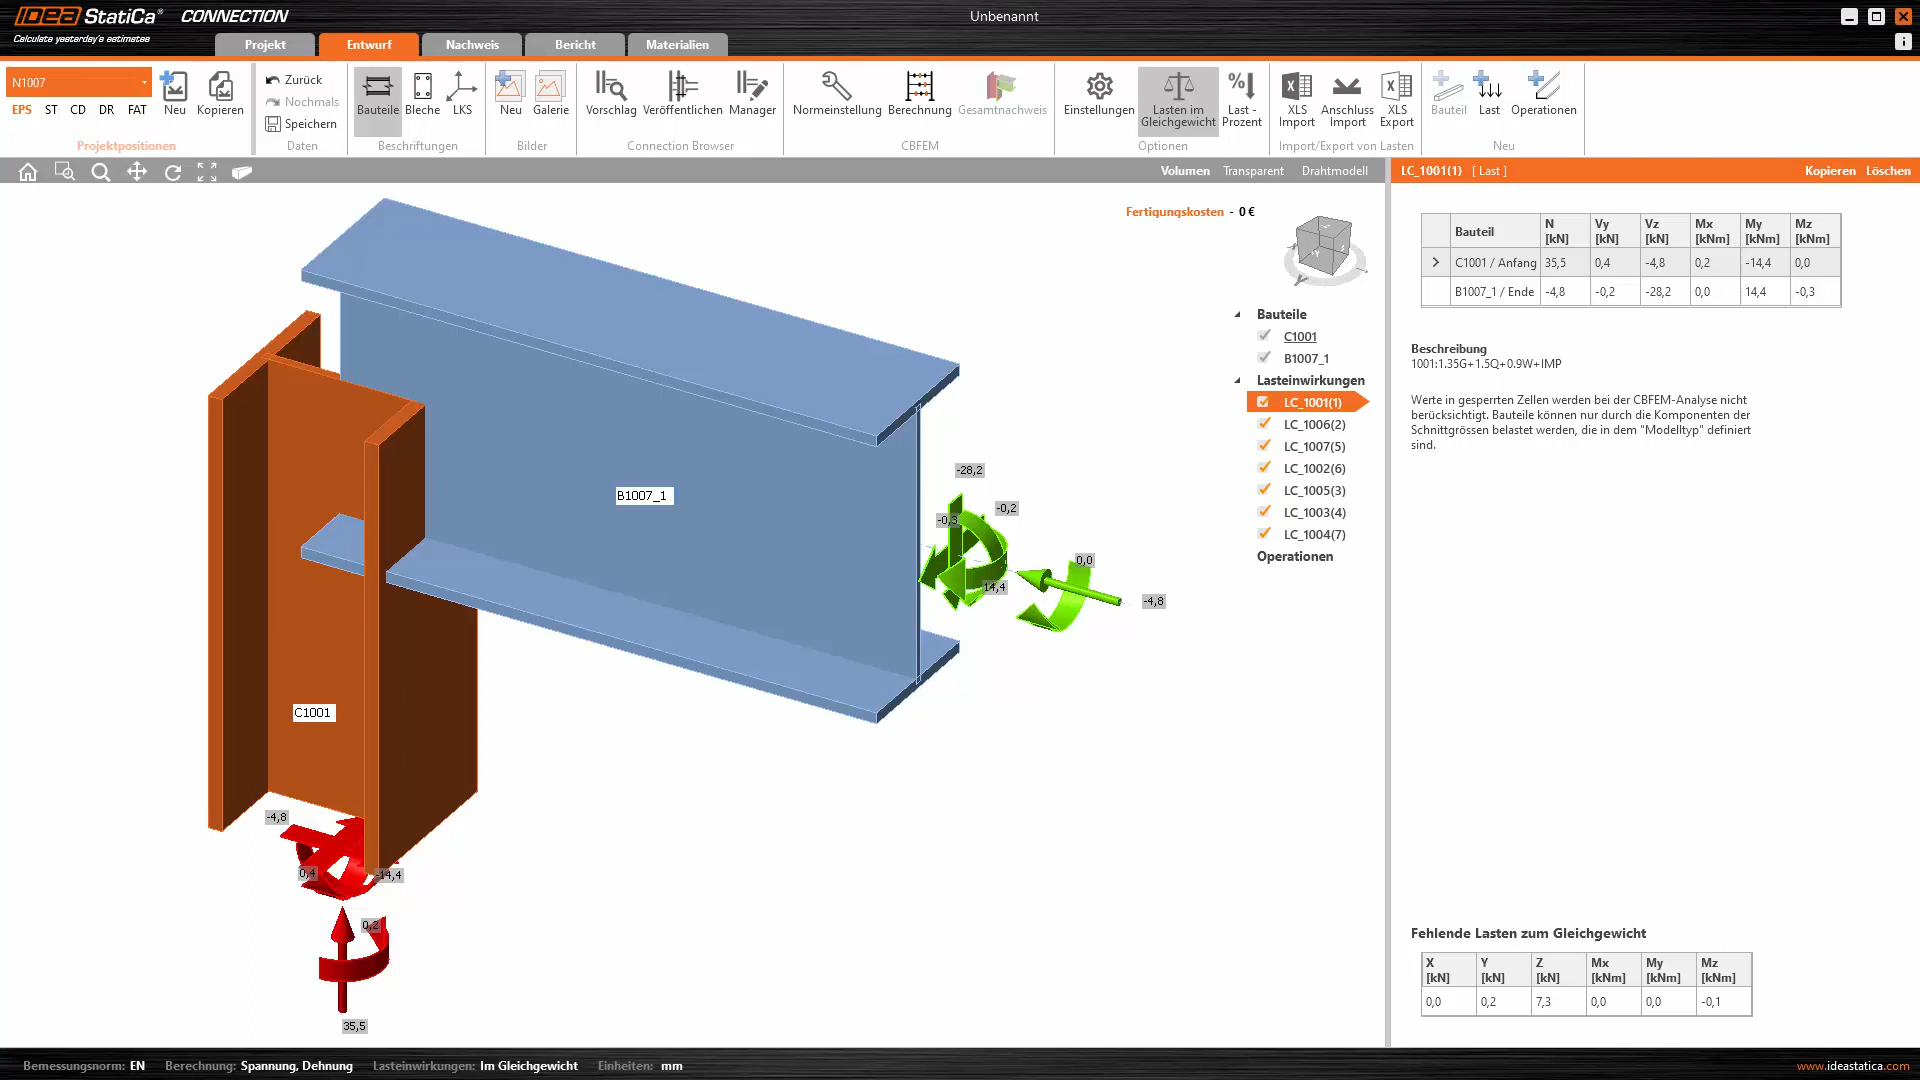 IDEA StatiCa® CONNECTION
Calculate yesterday's estimates
Unbenannt
Projekt Entwurf Nachweis Bericht Materialien
N1007
EPS ST CD DR FAT
Neu Kopieren
Projektpositionen
Zurück
Nochmals
Speichern
Daten
Bauteile Bleche LKS
Beschriftungen
Neu Galerie
Bilder
Vorschlag Veröffentlichen Manager
Connection Browser
Normeinstellung Berechnung Gesamtnachweis
CBFEM
Einstellungen Lasten im Gleichgewicht Last - Prozent
Optionen
XLS Import Anschluss Import XLS Export
Import/Export von Lasten
Bauteil Last Operationen
Neu
Volumen Transparent Drahtmodell
LC_1001(1) [ Last ] Kopieren Löschen
Fertigungskosten - 0 €
Bauteile
C1001
B1007_1
Lasteinwirkungen
LC_1001(1)
LC_1006(2)
LC_1007(5)
LC_1002(6)
LC_1005(3)
LC_1003(4)
LC_1004(7)
Operationen
B1007_1
C1001
-28,2
-0,2
-0,3
14,4
0,0
-4,8
-4,8
0,4
-14,4
0,2
35,5
Bauteil N [kN] Vy [kN] Vz [kN] Mx [kNm] My [kNm] Mz [kNm]
C1001 / Anfang 35,5 0,4 -4,8 0,2 -14,4 0,0
B1007_1 / Ende -4,8 -0,2 -28,2 0,0 14,4 -0,3
Beschreibung
1001:1.35G+1.5Q+0.9W+IMP
Werte in gesperrten Zellen werden bei der CBFEM-Analyse nicht
berücksichtigt. Bauteile können nur durch die Komponenten der
Schnittgrössen belastet werden, die in dem "Modelltyp" definiert
sind.
Fehlende Lasten zum Gleichgewicht
X [kN] Y [kN] Z [kN] Mx [kNm] My [kNm] Mz [kNm]
0,0 0,2 7,3 0,0 0,0 -0,1
Bemessungsnorm: EN Berechnung: Spannung, Dehnung Lasteinwirkungen: Im Gleichgewicht Einheiten: mm
www.ideastatica.com